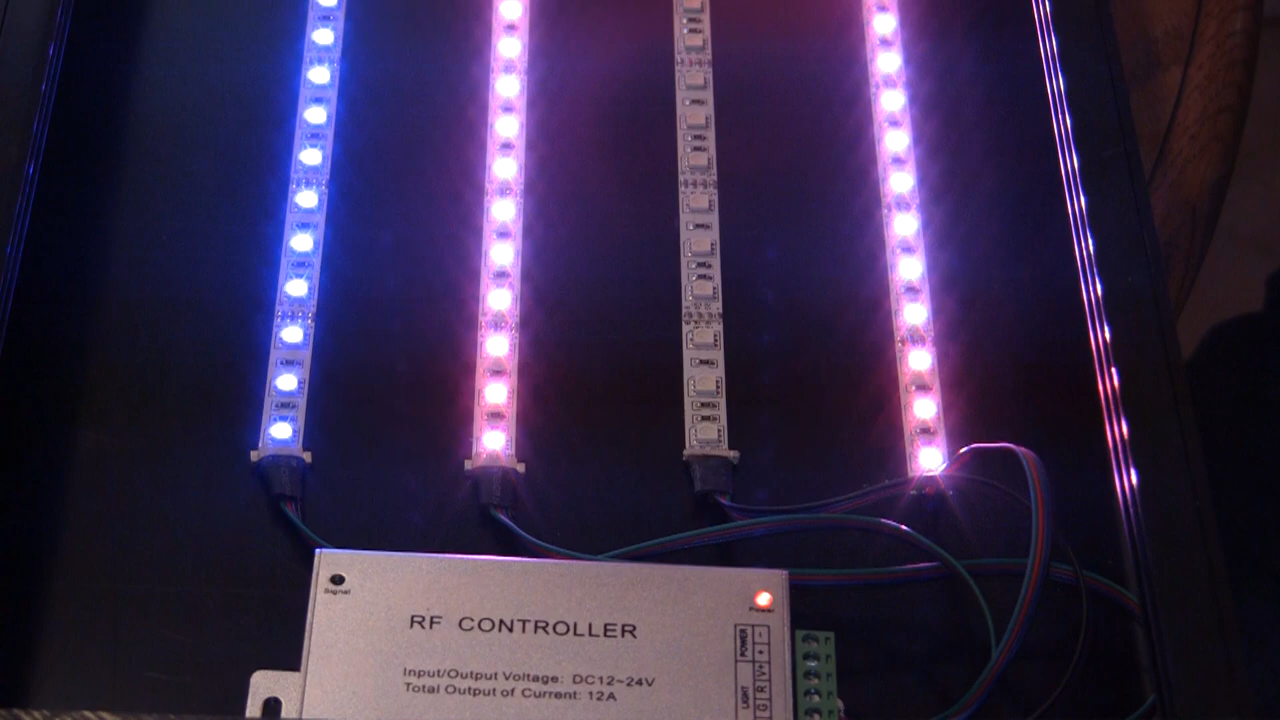 Signal
Power
RF CONTROLLER
Input/Output Voltage: DC12~24V
Total Output of Current: 12A
POWER
-
+
LIGHT
V+
R
G